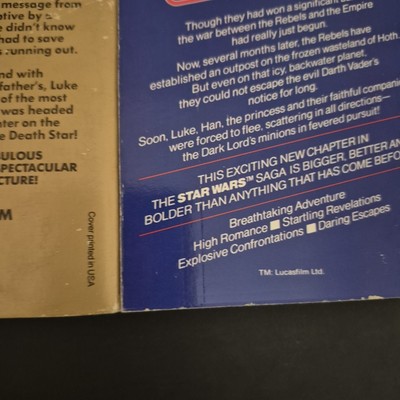 message from
ptive by a
e didn't know
had to save
s running out.
nd with
father's, Luke
of the most
was headed
nter on the
e Death Star!
ULOUS
SPECTACULAR
CTURE!
M
Cover printed in USA
Though they had won a significant
the war between the Rebels and the Empire
had really just begun.
Now, several months later, the Rebels have
established an outpost on the frozen wasteland of Hoth.
But even on that icy, backwater planet,
they could not escape the evil Darth Vader's
notice for long.
Soon, Luke, Han, the princess and their faithful compani
were forced to flee, scattering in all directions—
the Dark Lord's minions in fevered pursuit!
THIS EXCITING NEW CHAPTER IN
THE STAR WARS™ SAGA IS BIGGER, BETTER AN
BOLDER THAN ANYTHING THAT HAS COME BEFO
Breathtaking Adventure
High Romance ■ Startling Revelations
Explosive Confrontations ■ Daring Escapes
TM: Lucasfilm Ltd.